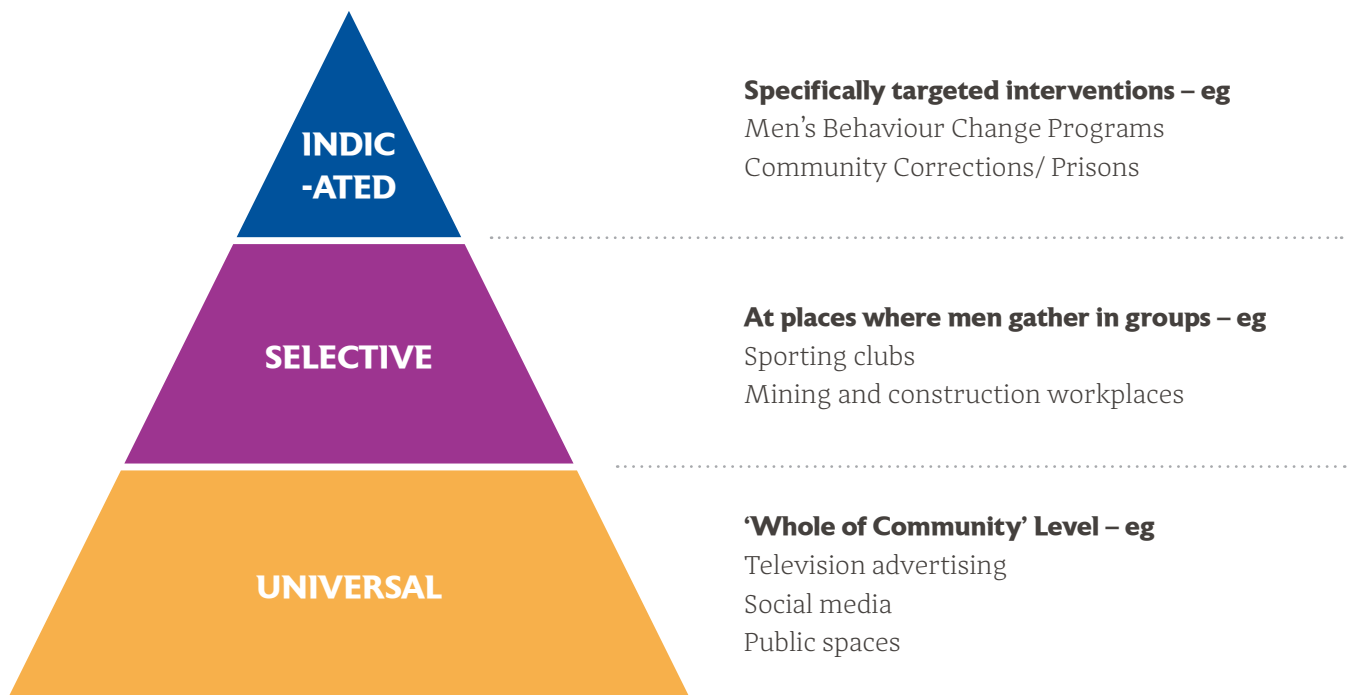 INDIC
-ATED
Specifically targeted interventions – eg
Men’s Behaviour Change Programs
Community Corrections/ Prisons
SELECTIVE
At places where men gather in groups – eg
Sporting clubs
Mining and construction workplaces
UNIVERSAL
‘Whole of Community’ Level – eg
Television advertising
Social media
Public spaces